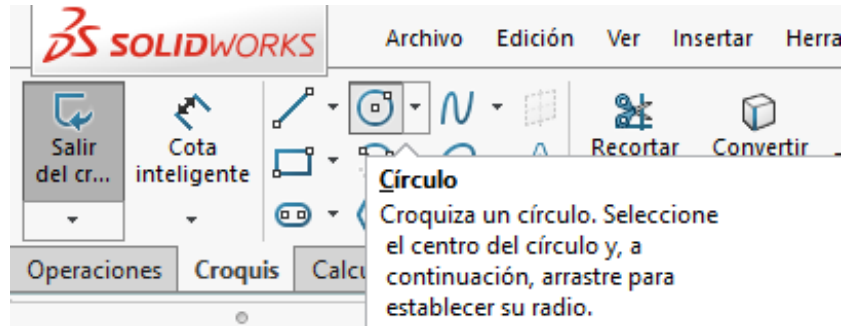 SOLIDWORKS Archivo Edición Ver Insertar Herra
Salir
del cr...
Cota
inteligente
Recortar Convertir
Círculo
Croquiza un círculo. Seleccione
el centro del círculo y, a
continuación, arrastre para
establecer su radio.
Operaciones Croquis Calcu